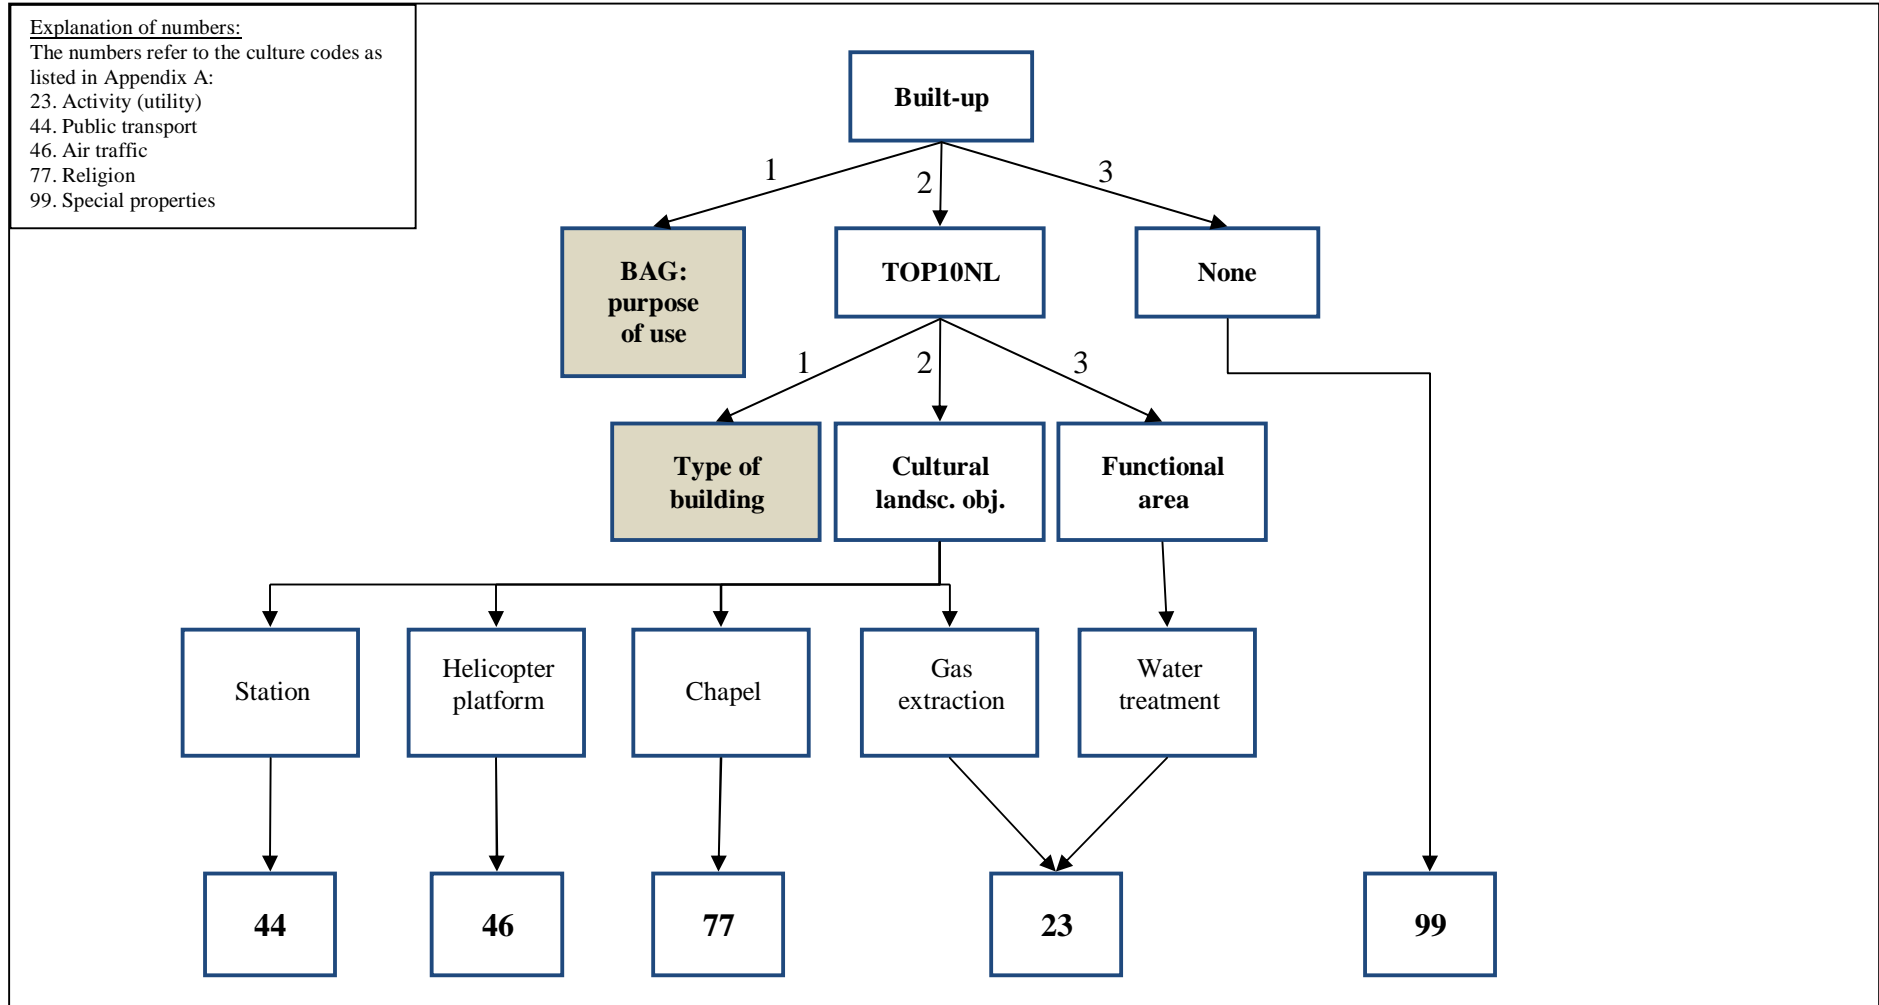 Explanation of numbers:
The numbers refer to the culture codes as
listed in Appendix A:
23. Activity (utility)
44. Public transport
46. Air traffic
77. Religion
99. Special properties
Built-up
1
2
3
BAG:
purpose
of use
TOP10NL
None
1
2
3
Type of
building
Cultural
landsc. obj.
Functional
area
Station
Helicopter
platform
Chapel
Gas
extraction
Water
treatment
44
46
77
23
99